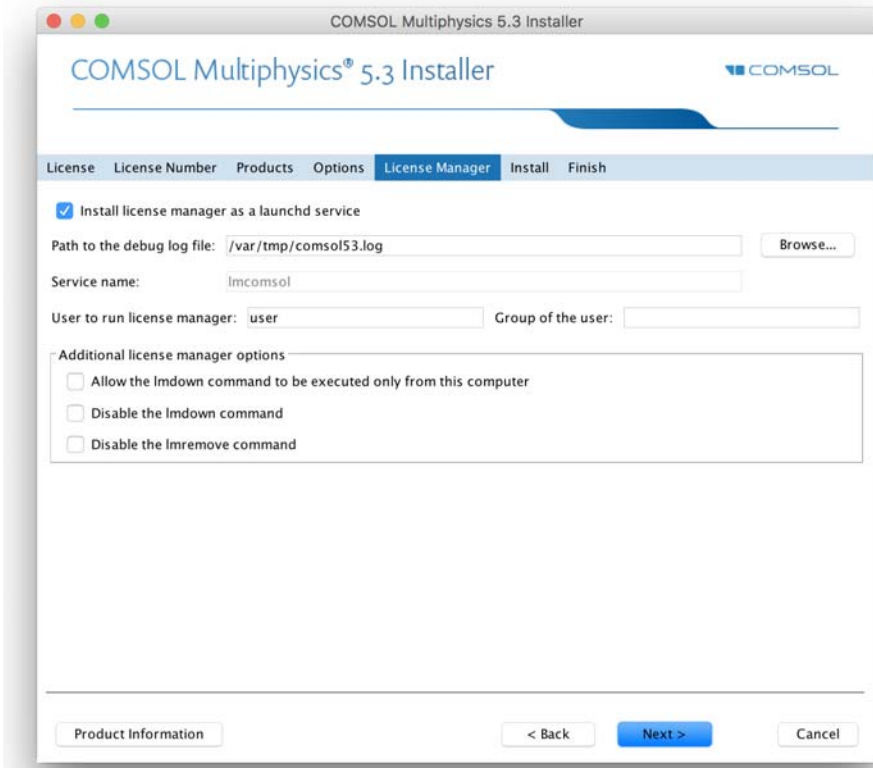 COMSOL Multiphysics 5.3 Installer
COMSOL Multiphysics® 5.3 Installer
COMSOL
License License Number Products Options License Manager Install Finish
Install license manager as a launchd service
Path to the debug log file: /var/tmp/comsol53.log Browse...
Service name: lmcomsol
User to run license manager: user Group of the user:
Additional license manager options
Allow the lmdown command to be executed only from this computer
Disable the lmdown command
Disable the lmremove command
Product Information < Back Next > Cancel